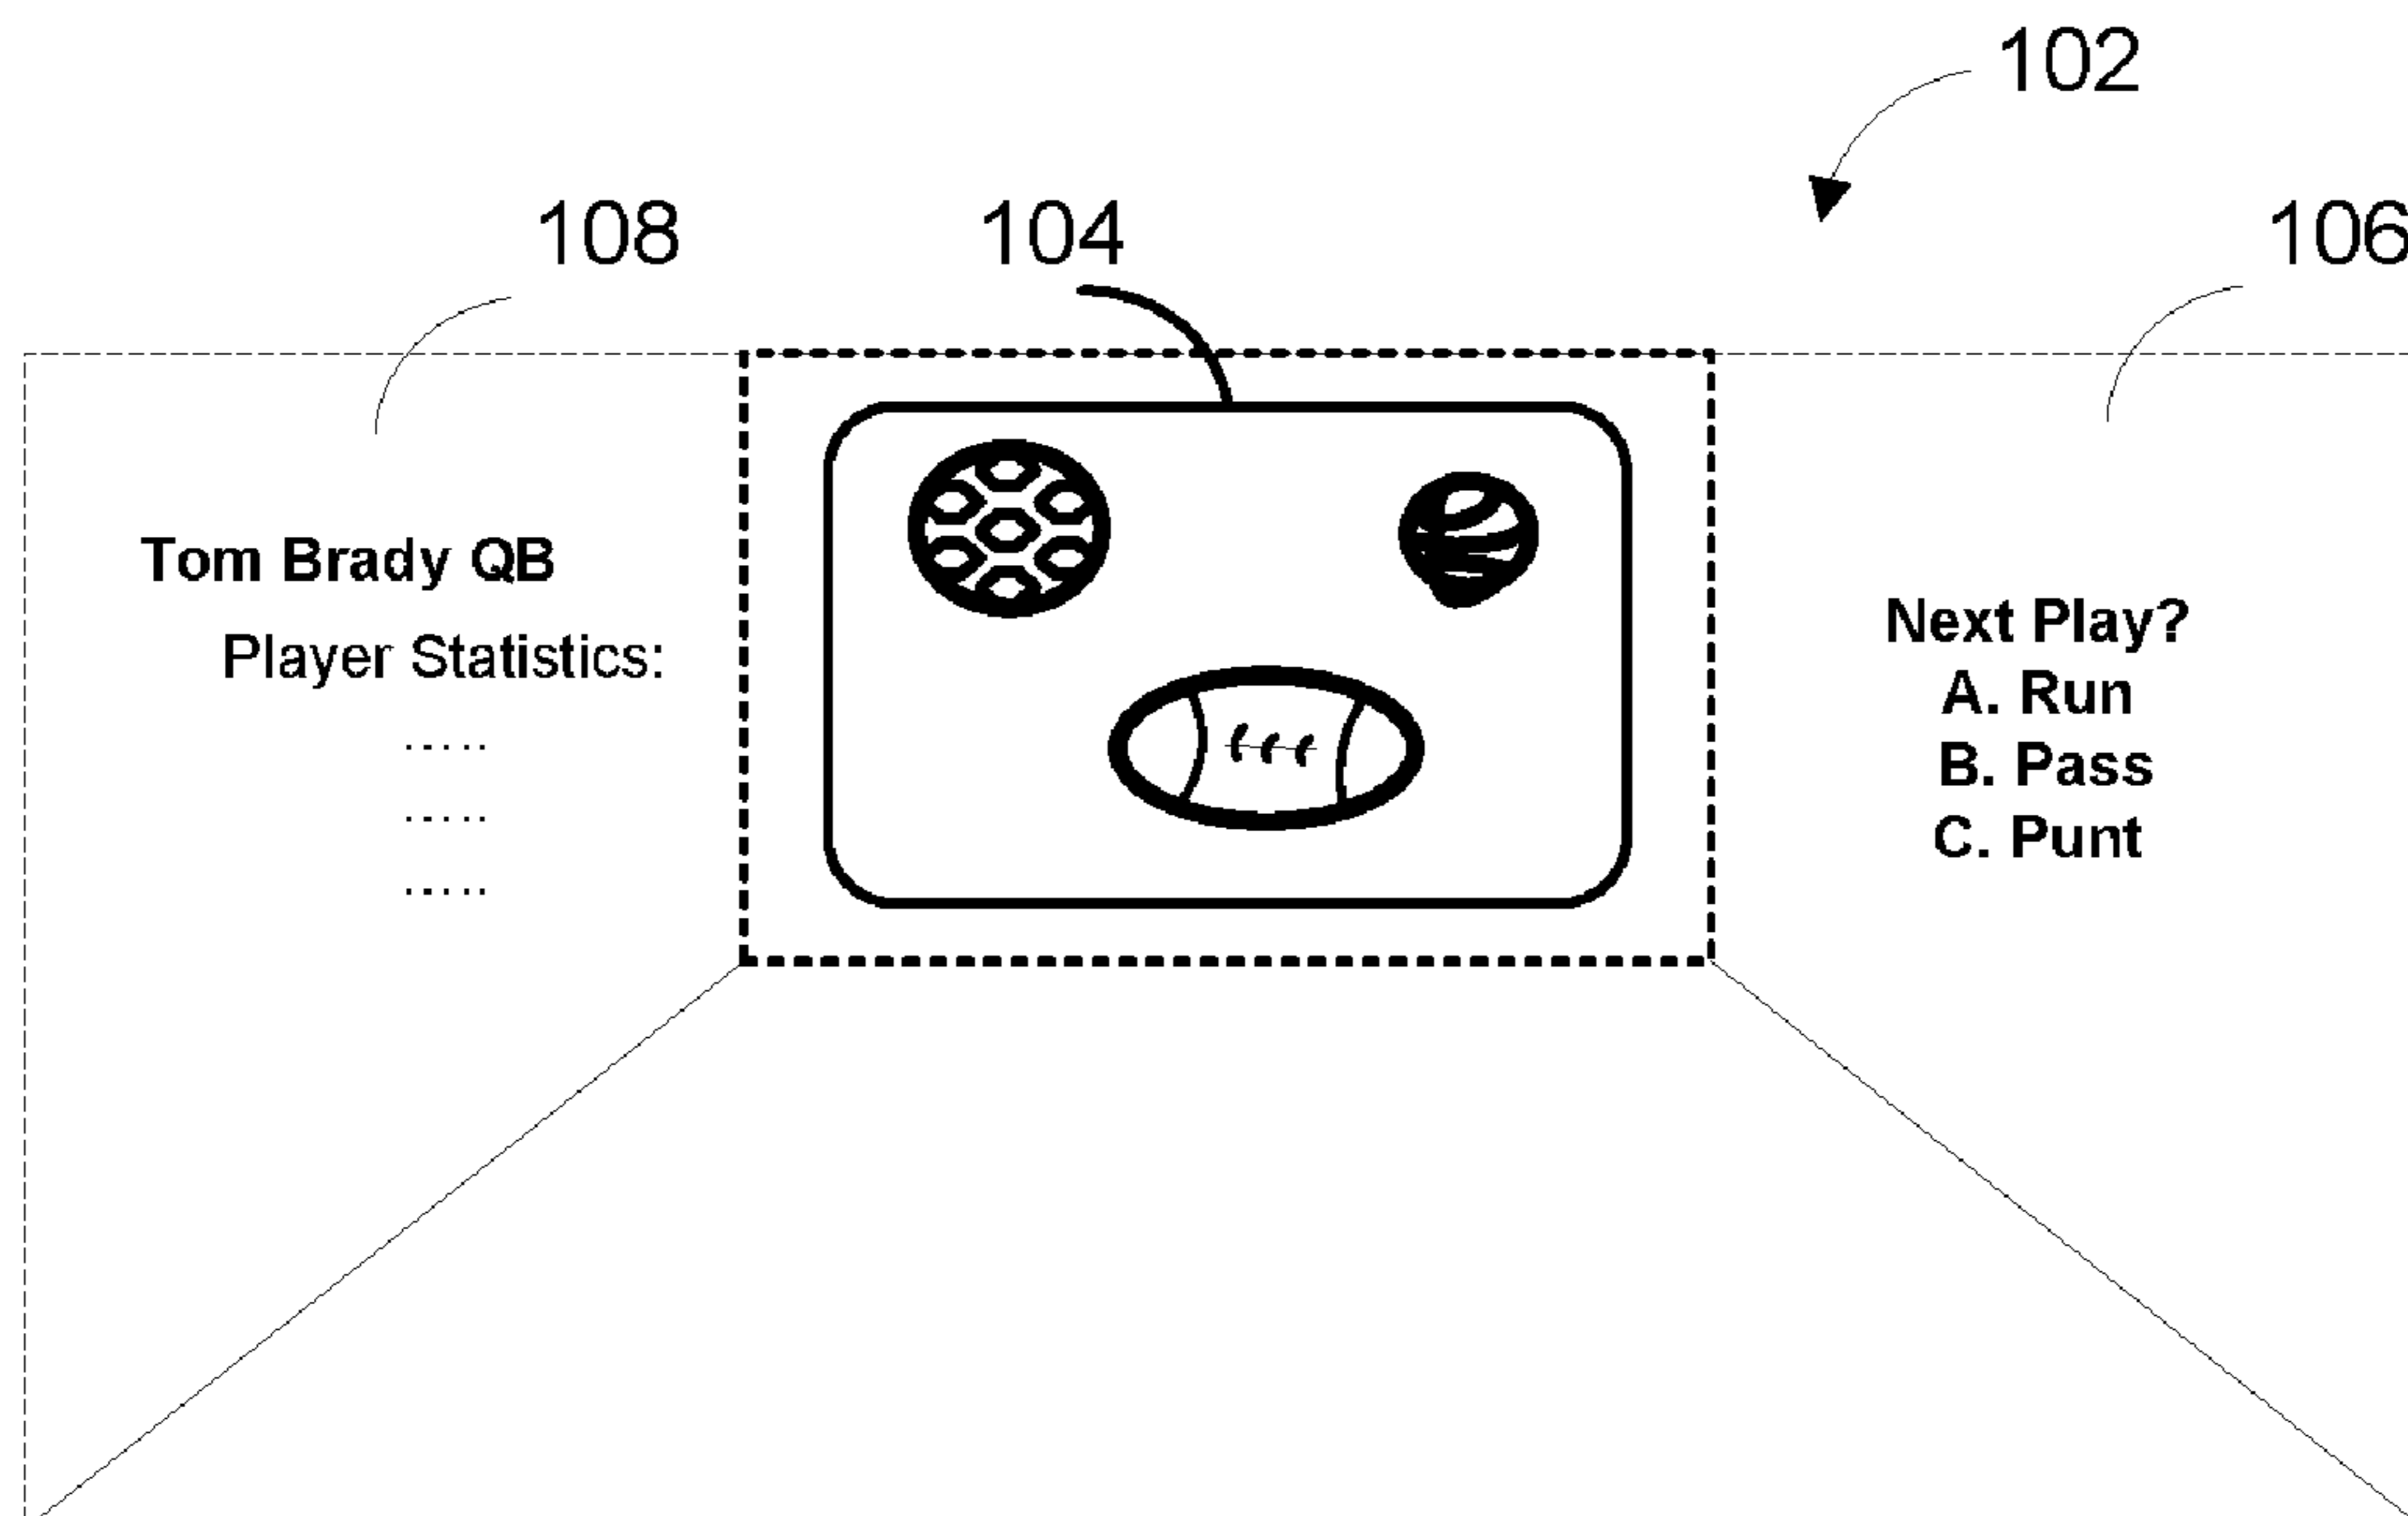 102
108
104
106
Tom Brady QB
Player Statistics:
.....
.....
.....
Next Play?
A. Run
B. Pass
C. Punt